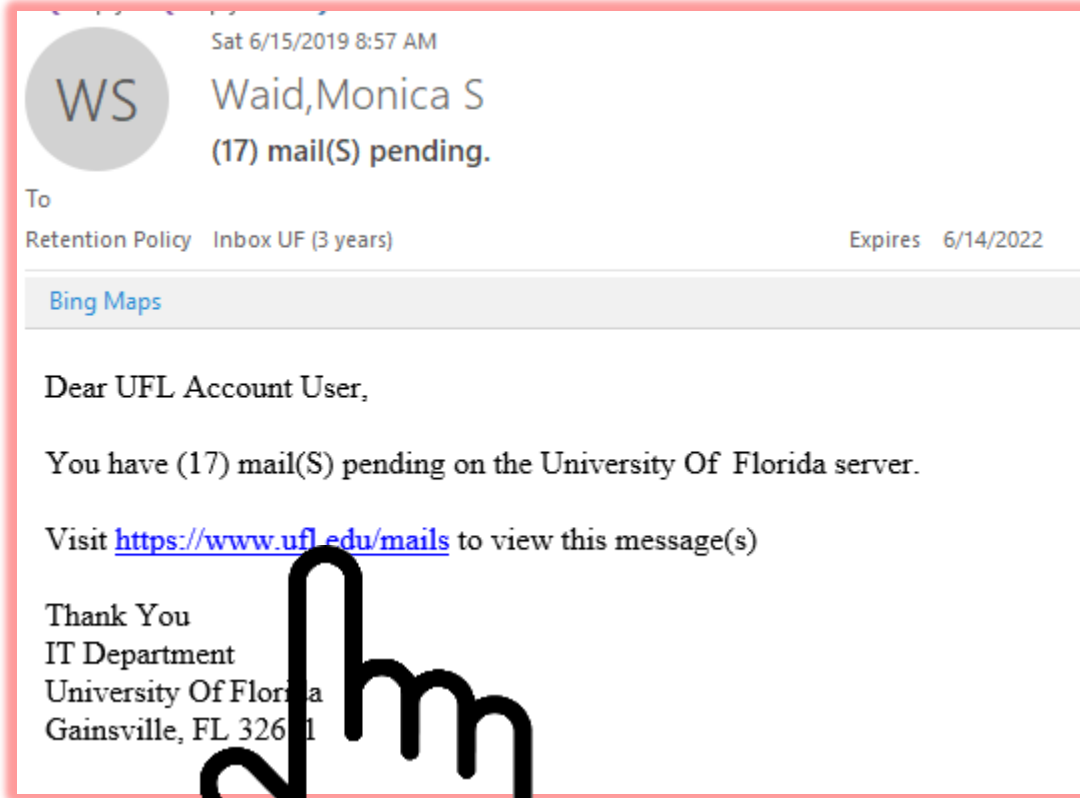 Sat 6/15/2019 8:57 AM
WS
Waid,Monica S
(17) mail(S) pending.
To
Retention Policy Inbox UF (3 years) Expires 6/14/2022
Bing Maps
Dear UFL Account User,
You have (17) mail(S) pending on the University Of Florida server.
Visit https://www.ufl.edu/mails to view this message(s)
Thank You
IT Department
University Of Florida
Gainsville, FL